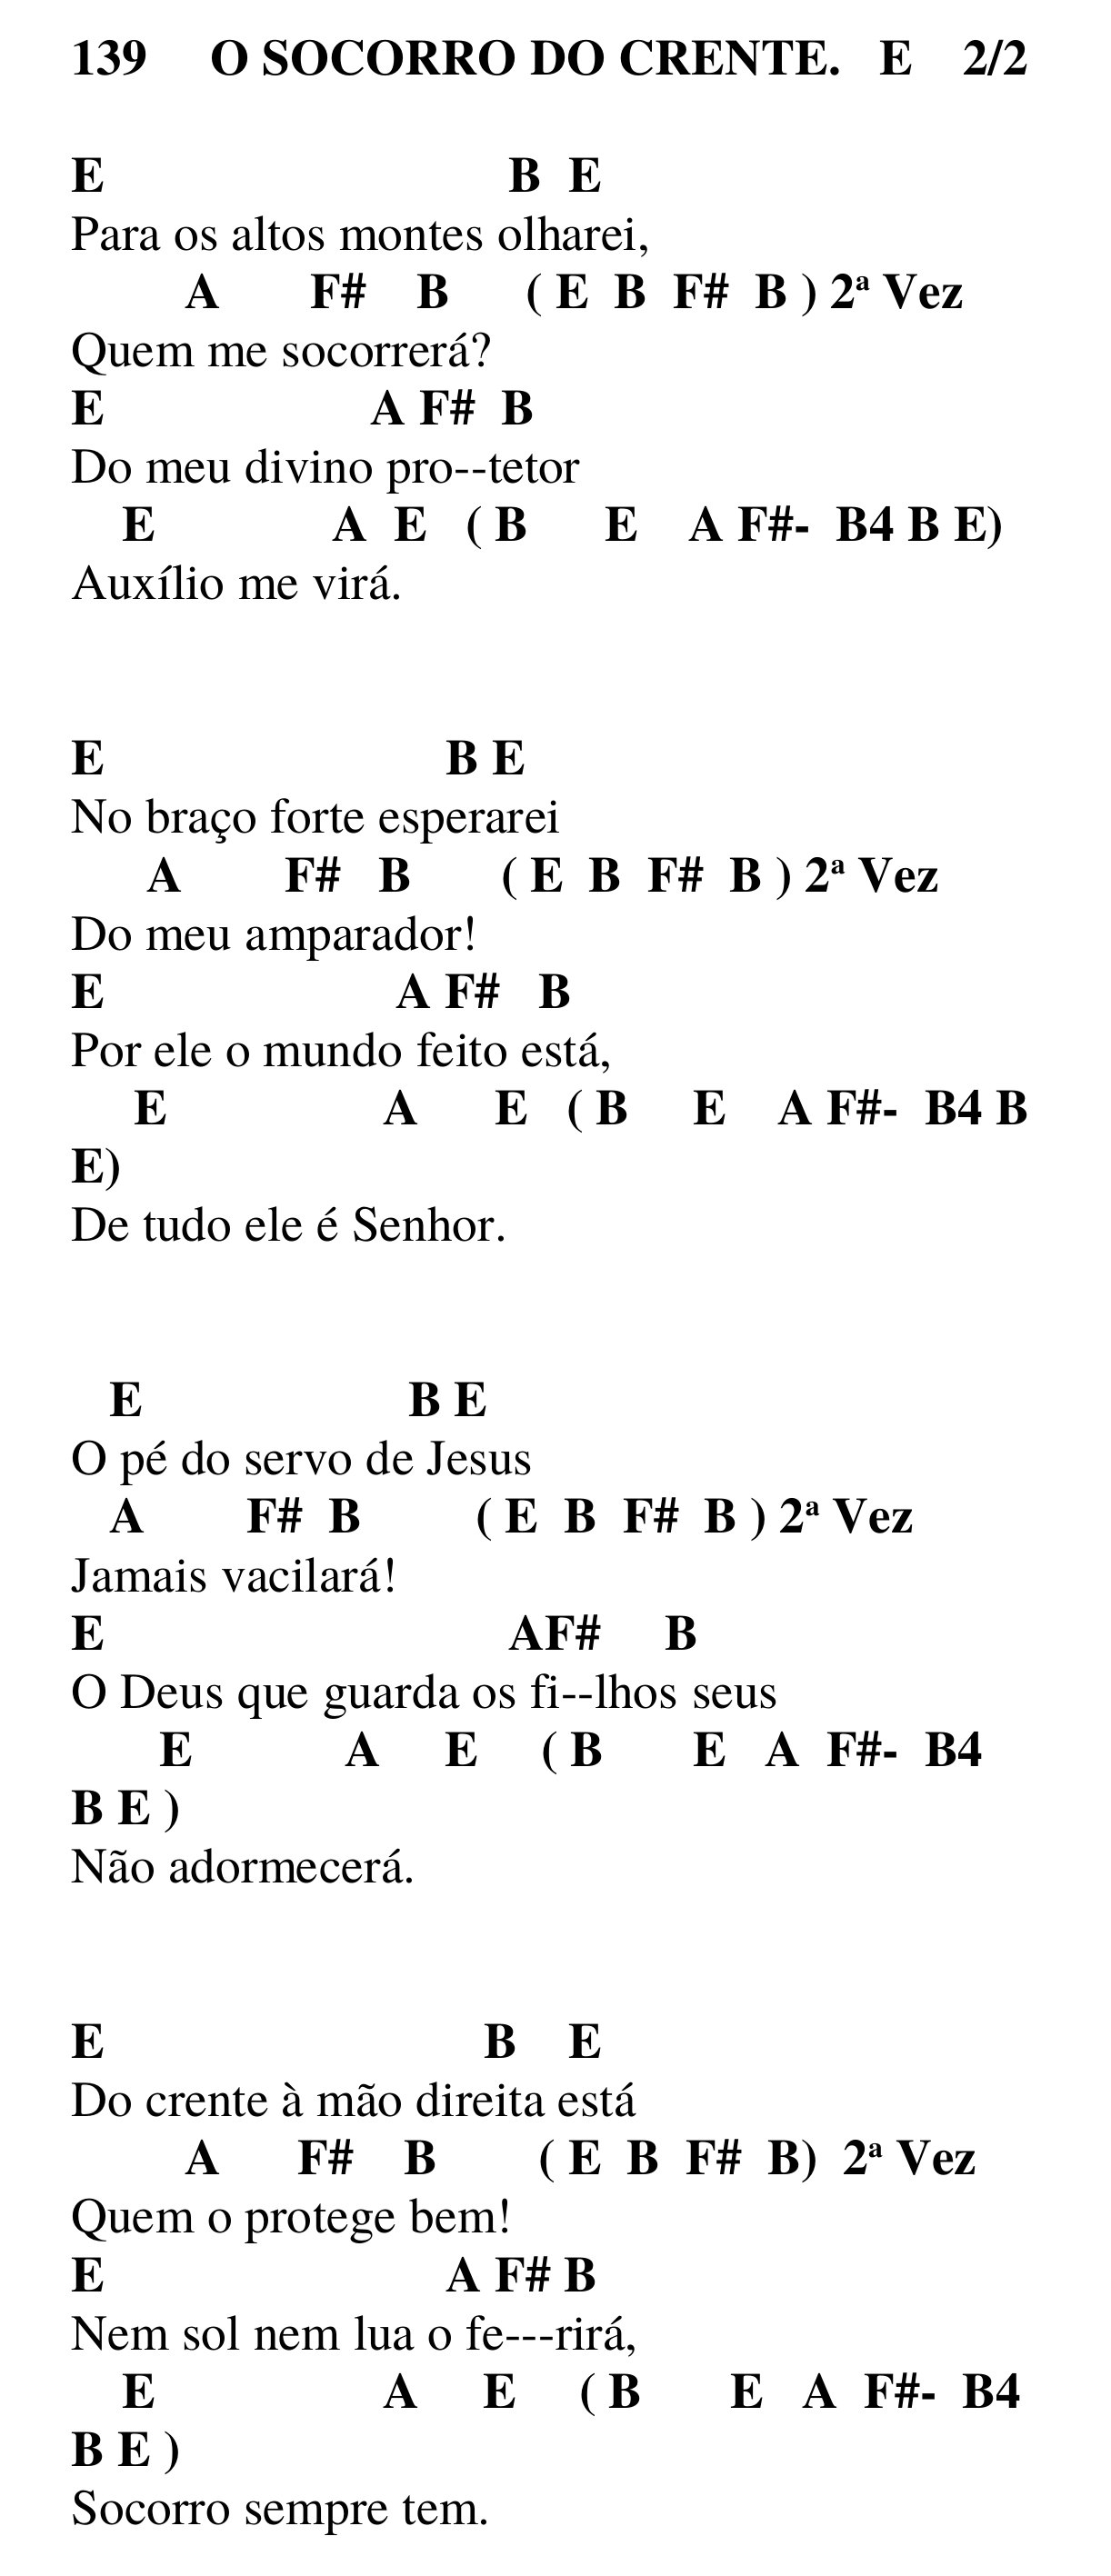 139     O SOCORRO DO CRENTE.   E    2/2
E                                B  E
Para os altos montes olharei,
         A       F#    B      ( E  B  F#  B ) 2ª Vez
Quem me socorrerá?
E                     A F#  B
Do meu divino pro--tetor
    E              A  E   ( B      E    A F#-  B4 B E)
Auxílio me virá.
E                           B E
No braço forte esperarei
      A        F#   B       ( E  B  F#  B ) 2ª Vez
Do meu amparador!
E                       A F#   B
Por ele o mundo feito está,
     E                 A      E   ( B     E    A F#-  B4 B
E)
De tudo ele é Senhor.
   E                     B E
O pé do servo de Jesus
   A        F#  B         ( E  B  F#  B ) 2ª Vez
Jamais vacilará!
E                                AF#     B
O Deus que guarda os fi--lhos seus
       E            A     E     ( B       E   A  F#-  B4
B E )
Não adormecerá.
E                              B    E
Do crente à mão direita está
         A      F#    B        ( E  B  F#  B)  2ª Vez
Quem o protege bem!
E                           A F# B
Nem sol nem lua o fe---rirá,
    E                  A     E     ( B       E   A  F#-  B4
B E )
Socorro sempre tem.